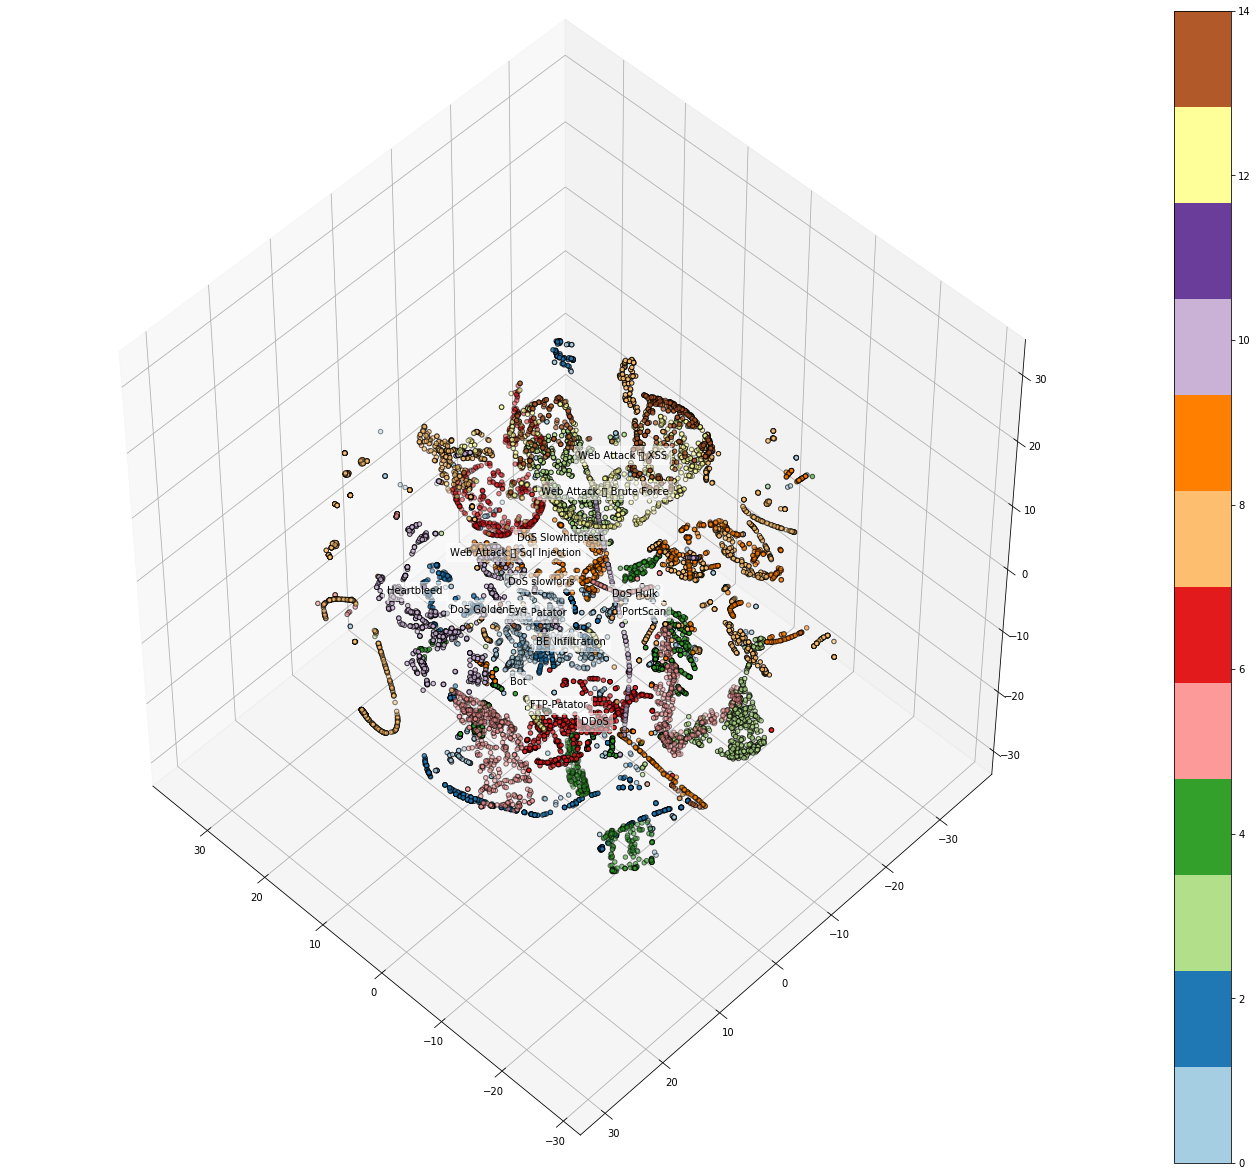 Web Attack ▯ XSS
Web Attack ▯ Brute Force
DoS Slowhttptest
Web Attack ▯ Sql Injection
DoS slowloris
Heartbleed
DoS Hulk
DoS GoldenEye
Patator
PortScan
BE
Infiltration
Bot
FTP-Patator
DDoS
30
20
10
0
−10
−20
−30
30
20
10
0
−10
−20
−30
30
20
10
0
−10
−20
−30
14
12
10
8
6
4
2
0